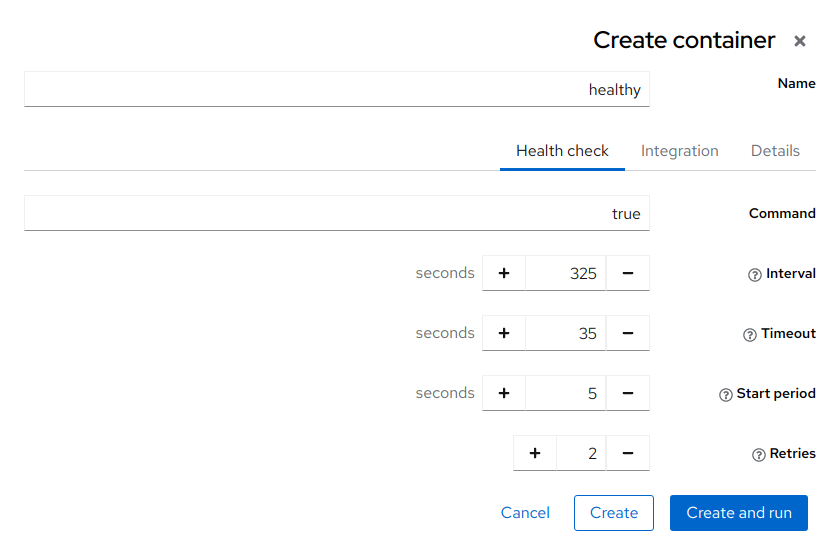 Create container ×
Name
healthy
Details Integration Health check
Command
true
Interval
− 325 + seconds
Timeout
− 35 + seconds
Start period
− 5 + seconds
Retries
− 2 +
Create and run Create Cancel